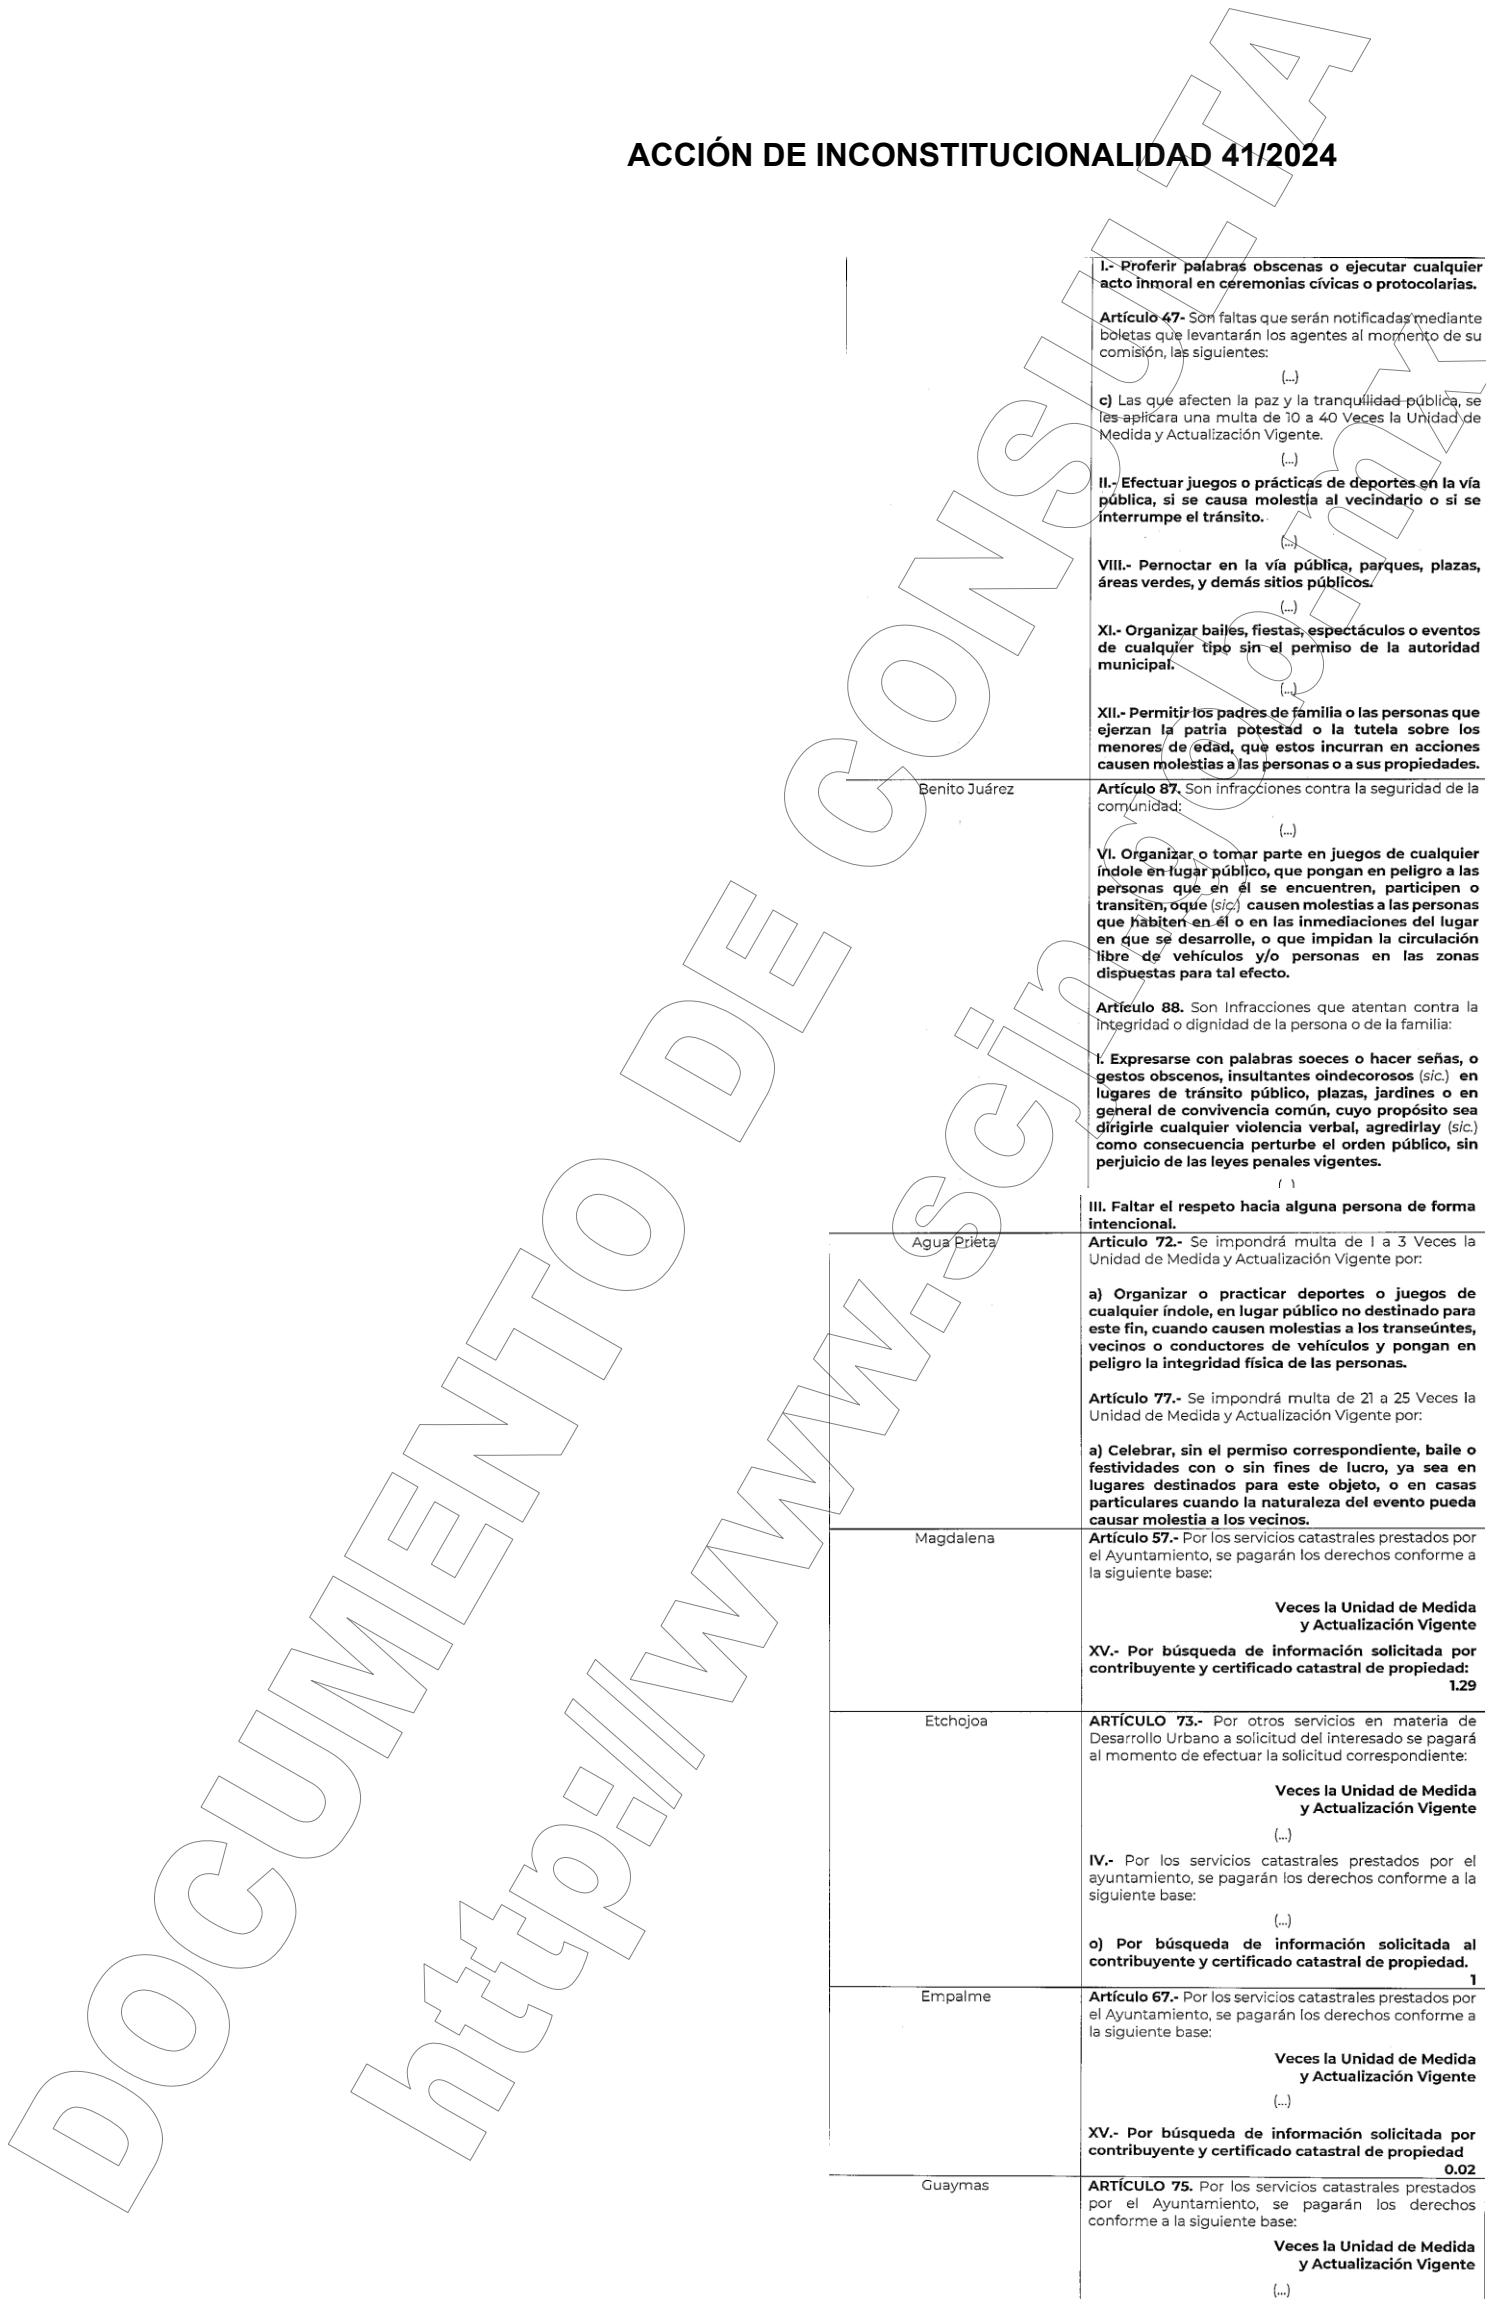 ACCIÓN DE INCONSTITUCIONALIDAD 41/2024
I.- Proferir palabras obscenas o ejecutar cualquier
acto inmoral en ceremonias cívicas o protocolarias.
Artículo 47- Son faltas que serán notificadas mediante
boletas que levantarán los agentes al momento de su
comisión, las siguientes:
(...)
c) Las que afecten la paz y la tranquilidad pública, se
les aplicara una multa de 10 a 40 Veces la Unidad de
Medida y Actualización Vigente.
(...)
II.- Efectuar juegos o prácticas de deportes en la vía
pública, si se causa molestia al vecindario o si se
interrumpe el tránsito.
(...)
VIII.- Pernoctar en la vía pública, parques, plazas,
áreas verdes, y demás sitios públicos.
(...)
XI.- Organizar bailes, fiestas, espectáculos o eventos
de cualquier tipo sin el permiso de la autoridad
municipal.
(...)
XII.- Permitir los padres de familia o las personas que
ejerzan la patria potestad o la tutela sobre los
menores de edad, que estos incurran en acciones
causen molestias a las personas o a sus propiedades.
Benito Juárez
Artículo 87. Son infracciones contra la seguridad de la
comunidad:
(...)
VI. Organizar o tomar parte en juegos de cualquier
índole en lugar público, que pongan en peligro a las
personas que en él se encuentren, participen o
transiten, oque (sic.) causen molestias a las personas
que habiten en él o en las inmediaciones del lugar
en que se desarrolle, o que impidan la circulación
libre de vehículos y/o personas en las zonas
dispuestas para tal efecto.
Artículo 88. Son Infracciones que atentan contra la
integridad o dignidad de la persona o de la familia:
I. Expresarse con palabras soeces o hacer señas, o
gestos obscenos, insultantes oindecorosos (sic.) en
lugares de tránsito público, plazas, jardines o en
general de convivencia común, cuyo propósito sea
dirigirle cualquier violencia verbal, agredirlay (sic.)
como consecuencia perturbe el orden público, sin
perjuicio de las leyes penales vigentes.
( )
III. Faltar el respeto hacia alguna persona de forma
intencional.
Agua Prieta
Articulo 72.- Se impondrá multa de 1 a 3 Veces la
Unidad de Medida y Actualización Vigente por:
a) Organizar o practicar deportes o juegos de
cualquier índole, en lugar público no destinado para
este fin, cuando causen molestias a los transeúntes,
vecinos o conductores de vehículos y pongan en
peligro la integridad física de las personas.
Artículo 77.- Se impondrá multa de 21 a 25 Veces la
Unidad de Medida y Actualización Vigente por:
a) Celebrar, sin el permiso correspondiente, baile o
festividades con o sin fines de lucro, ya sea en
lugares destinados para este objeto, o en casas
particulares cuando la naturaleza del evento pueda
causar molestia a los vecinos.
Magdalena
Artículo 57.- Por los servicios catastrales prestados por
el Ayuntamiento, se pagarán los derechos conforme a
la siguiente base:
Veces la Unidad de Medida
y Actualización Vigente
XV.- Por búsqueda de información solicitada por
contribuyente y certificado catastral de propiedad:
1.29
Etchojoa
ARTÍCULO 73.- Por otros servicios en materia de
Desarrollo Urbano a solicitud del interesado se pagará
al momento de efectuar la solicitud correspondiente:
Veces la Unidad de Medida
y Actualización Vigente
(...)
IV.- Por los servicios catastrales prestados por el
ayuntamiento, se pagarán los derechos conforme a la
siguiente base:
(...)
o) Por búsqueda de información solicitada al
contribuyente y certificado catastral de propiedad.
1
Empalme
Artículo 67.- Por los servicios catastrales prestados por
el Ayuntamiento, se pagarán los derechos conforme a
la siguiente base:
Veces la Unidad de Medida
y Actualización Vigente
(...)
XV.- Por búsqueda de información solicitada por
contribuyente y certificado catastral de propiedad
0.02
Guaymas
ARTÍCULO 75. Por los servicios catastrales prestados
por el Ayuntamiento, se pagarán los derechos
conforme a la siguiente base:
Veces la Unidad de Medida
y Actualización Vigente
(...)
DOCUMENTO DE CONSULTA
http://www.scjn.gob.mx